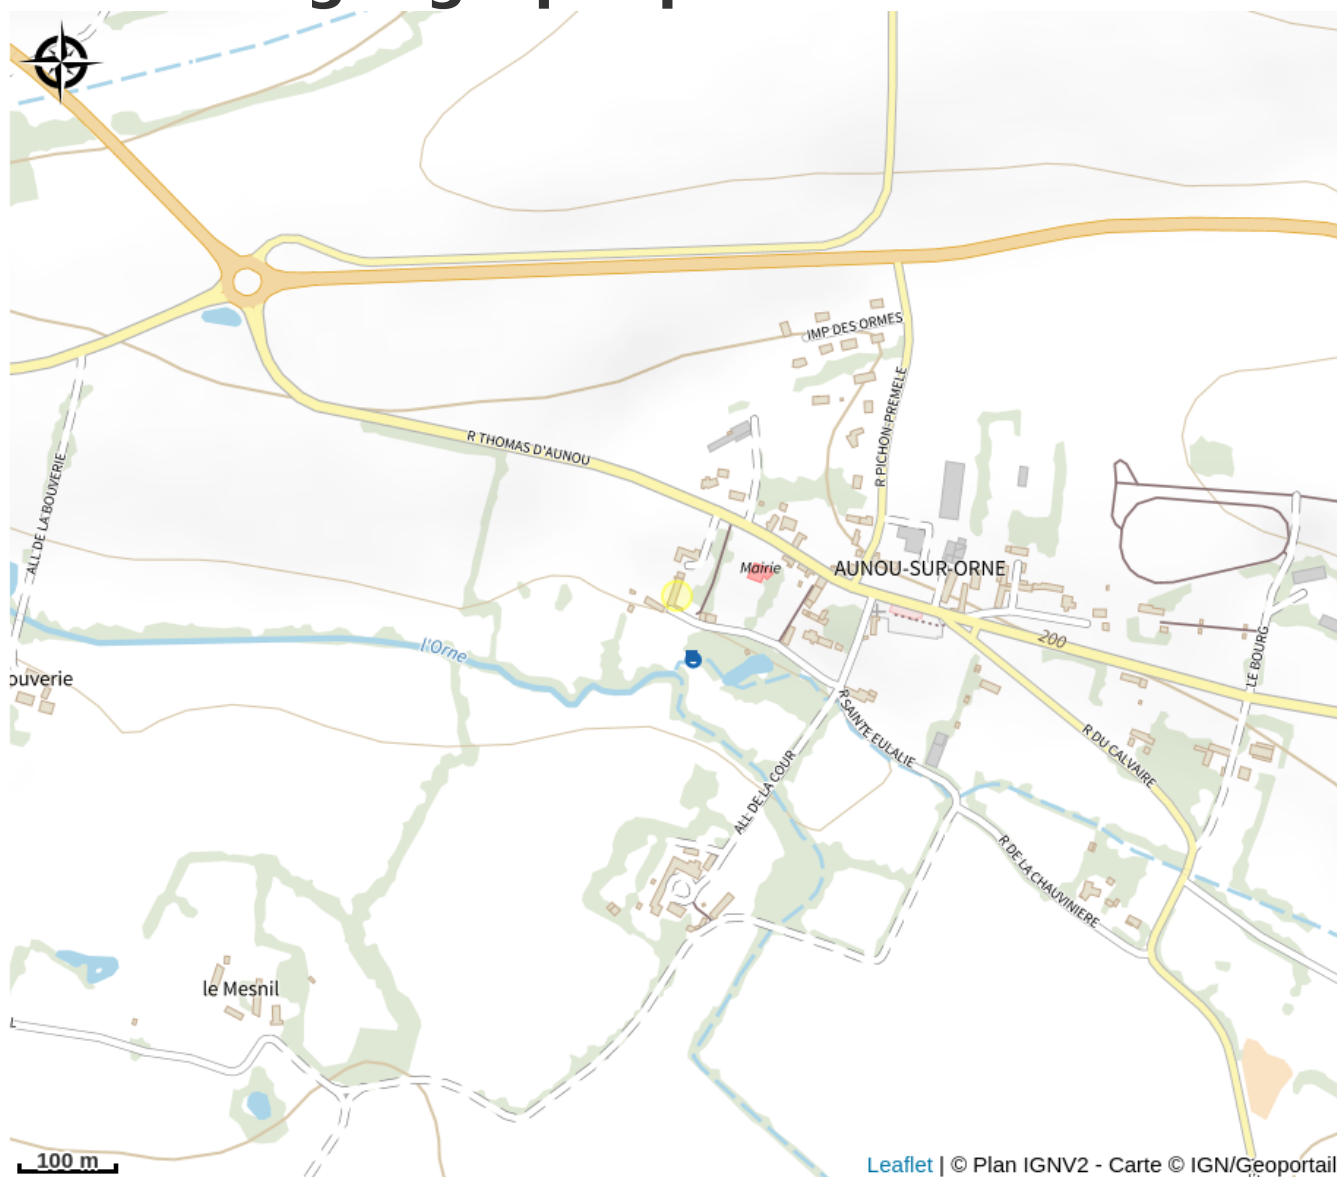 IMP DES ORMES
R PICHON-PREMELE
R THOMAS D'AUNOU
ALL DE LA BOUVERIE
Mairie
AUNOU-SUR-ORNE
200
LE BOURG
l'Orne
ouverie
R SAINTE EULALIE
R DU CALVAIRE
ALL DE LA COUR
R DE LA CHAUVINIERE
le Mesnil
100 m
Leaflet | © Plan IGNV2 - Carte © IGN/Geoportail